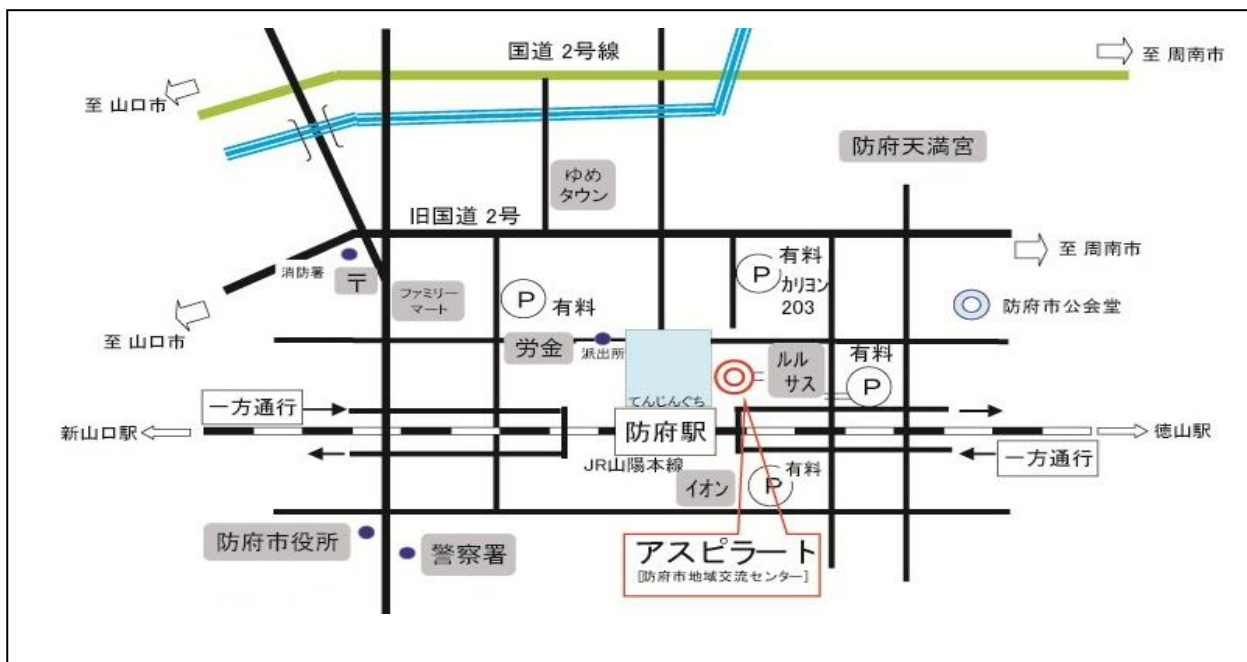 国道 2号線
至 周南市
至 山口市
防府天満宮
ゆめ
タウン
旧国道 2号
至 周南市
消防署
〒
ファミリー
マート
P
有料
P
有料
ｶﾘﾖﾝ
203
防府市公会堂
至 山口市
労金
派出所
ルル
サス
有料
P
てんじんぐち
一方通行
新山口駅
防府駅
徳山駅
JR山陽本線
一方通行
イオン
P
有料
防府市役所
警察署
アスピラート
[防府市地域交流センター]